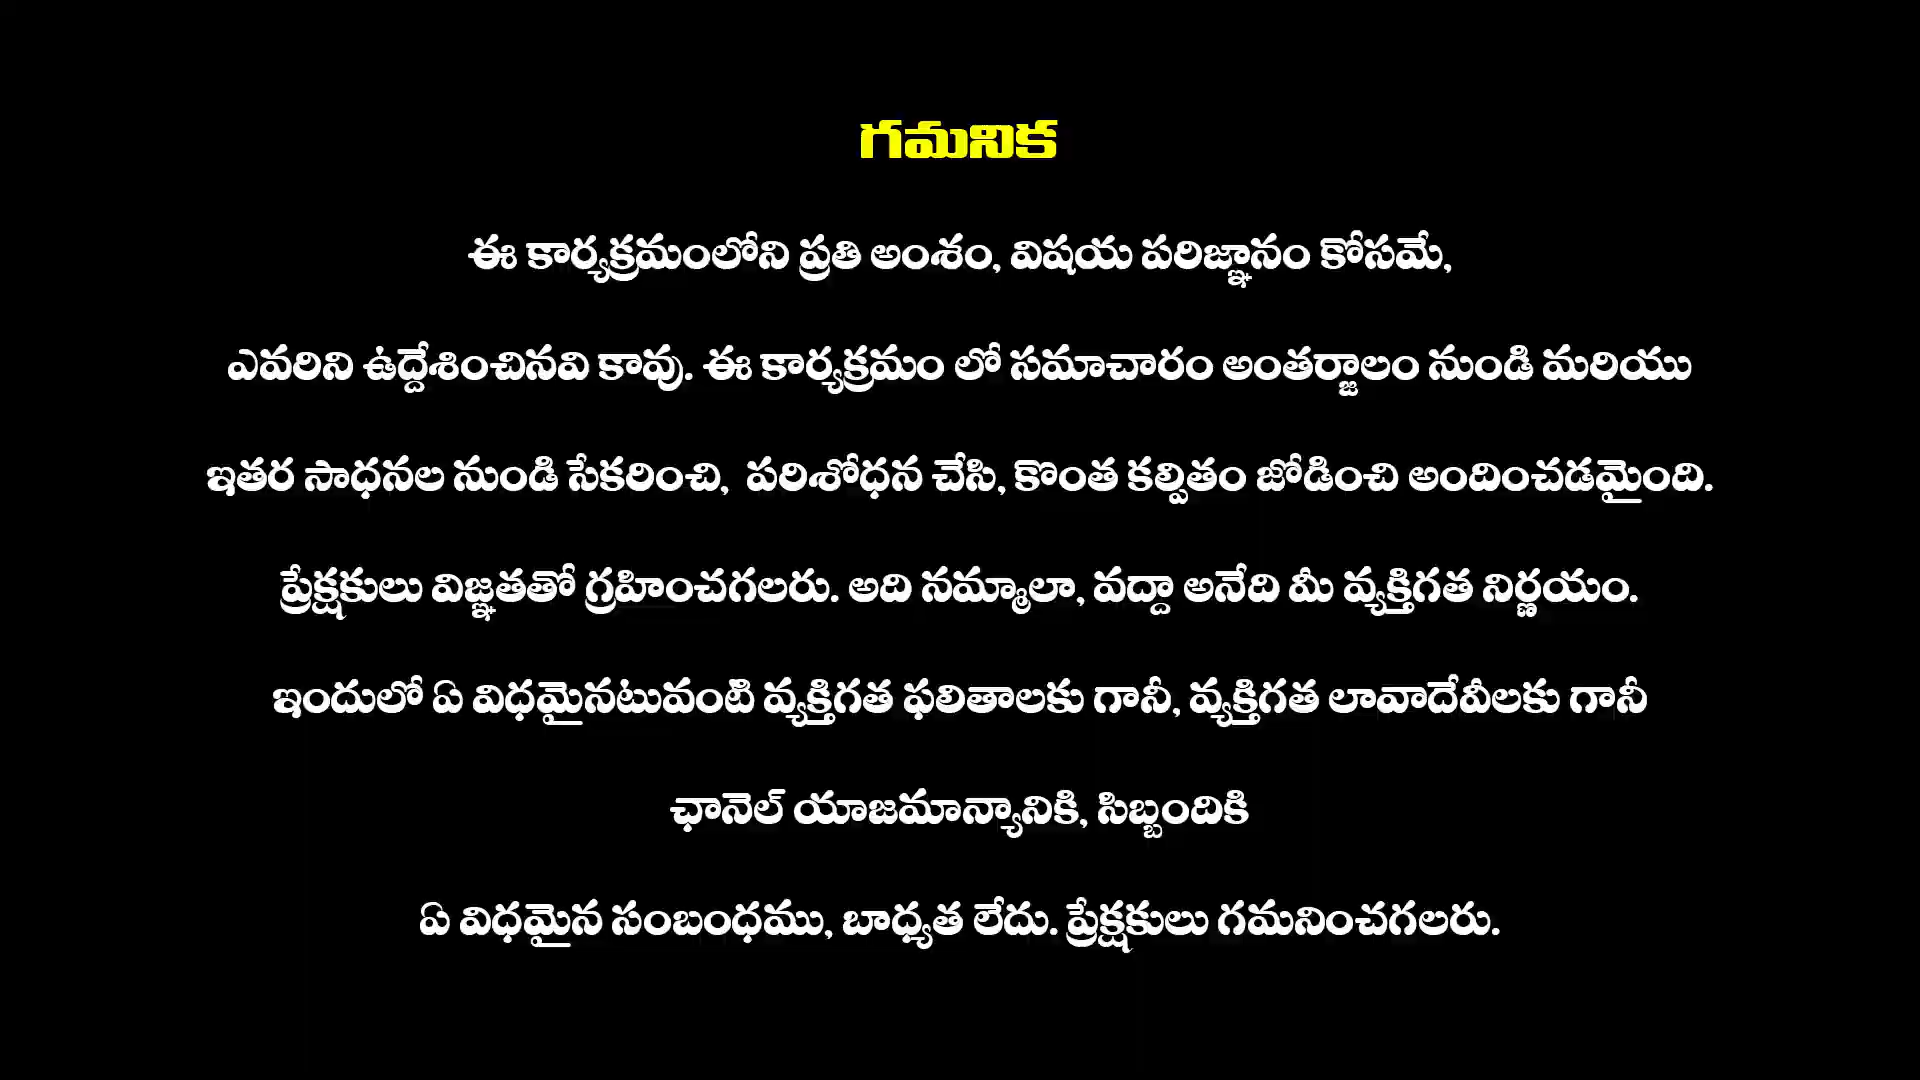 గమనిక
ఈ కార్యక్రమంలోని ప్రతి అంశం, విషయ పరిజ్ఞానం కోసమే,
ఎవరిని ఉద్దేశించినవి కావు. ఈ కార్యక్రమం లో సమాచారం అంతర్జాలం నుండి మరియు
ఇతర సాధనల నుండి సేకరించి, పరిశోధన చేసి, కొంత కల్పితం జోడించి అందించడమైంది.
ప్రేక్షకులు విజ్ఞతతో గ్రహించగలరు. అది నమ్మాలా, వద్దా అనేది మీ వ్యక్తిగత నిర్ణయం.
ఇందులో ఏ విధమైనటువంటి వ్యక్తిగత ఫలితాలకు గానీ, వ్యక్తిగత లావాదేవీలకు గానీ
ఛానెల్ యాజమాన్యానికి, సిబ్బందికి
ఏ విధమైన సంబంధము, బాధ్యత లేదు. ప్రేక్షకులు గమనించగలరు.